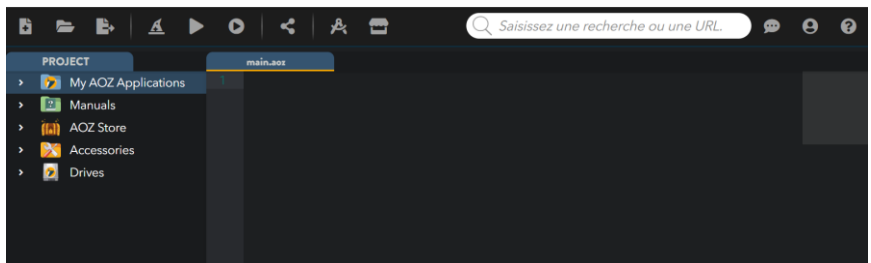 Saisissez une recherche ou une URL.
PROJECT
main.aoz
My AOZ Applications
1
Manuals
AOZ Store
Accessories
Drives